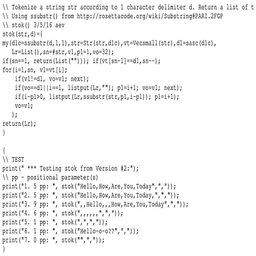 \\ Tokenize a string str according to 1 character delimiter d. Return a list of t
\\ Using ssubstr() from http://rosettacode.org/wiki/Substring#PARI.2FGP
\\ stok() 3/5/16 aev
stok(str,d)={
my(dlc=ssubstr(d,1,1),str=Str(str,dlc),vt=Vecsmall(str),d1=sasc(dlc),
Lr=List(),sn=#str,v1,p1=1,vo=32);
if(sn==1, return(List(""))); if(vt[sn-1]==d1,sn--);
for(i=1,sn, v1=vt[i];
if(v1!=d1, vo=v1; next);
if(vo==d1||i==1, listput(Lr,""); p1=i+1; vo=v1; next);
if(i-p1>0, listput(Lr,ssubstr(str,p1,i-p1)); p1=i+1);
vo=v1;
);
return(Lr);
}
{
\\ TEST
print(" *** Testing stok from Version #2:");
\\ pp - positional parameter(s)
print("1. 5 pp: ", stok("Hello,How,Are,You,Today",","));
print("2. 5 pp: ", stok("Hello,How,Are,You,Today,",","));
print("3. 9 pp: ", stok(",,Hello,,,How,Are,You,Today",","));
print("4. 6 pp: ", stok(",,,,,,",","));
print("5. 1 pp: ", stok(",",","));
print("6. 1 pp: ", stok("Hello-o-o??",","));
print("7. 0 pp: ", stok("",","));
}